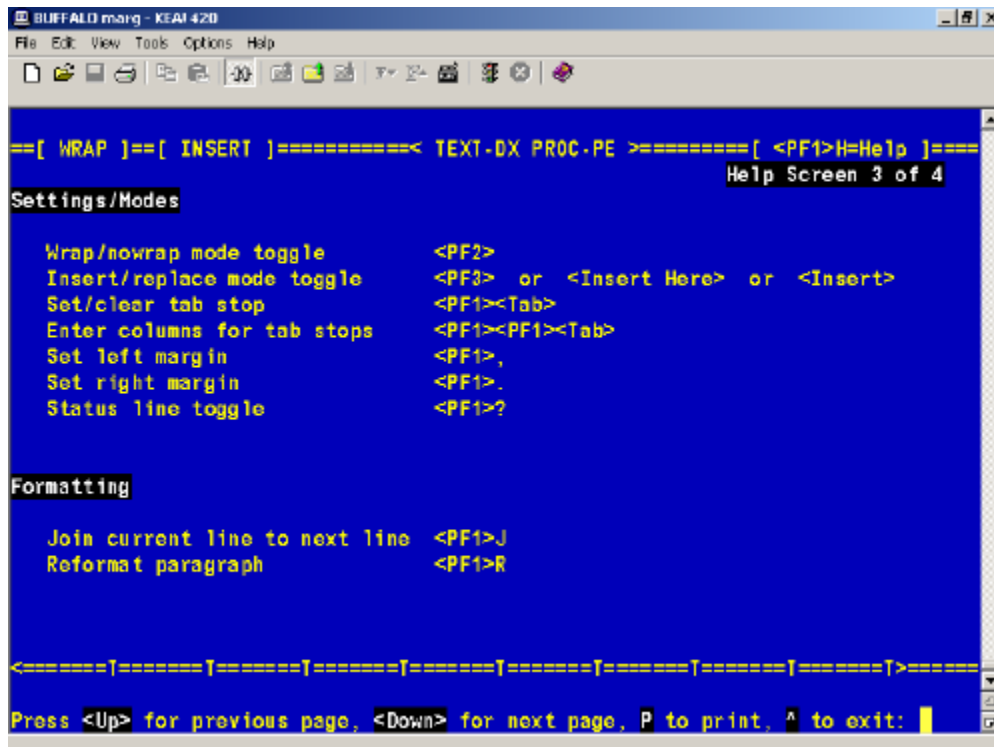 BUFFALO marg - KEA! 420
File Edit View Tools Options Help
==[ WRAP ]==[ INSERT ]===========< TEXT-DX PROC-PE >=========[ <PF1>H=Help ]====
Help Screen 3 of 4
Settings/Modes
Wrap/nowrap mode toggle <PF2>
Insert/replace mode toggle <PF3> or <Insert Here> or <Insert>
Set/clear tab stop <PF1><Tab>
Enter columns for tab stops <PF1><PF1><Tab>
Set left margin <PF1>,
Set right margin <PF1>.
Status line toggle <PF1>?
Formatting
Join current line to next line <PF1>J
Reformat paragraph <PF1>R
<=======T=======T=======T=======T=======T=======T=======T=======T=======T>======
Press <Up> for previous page, <Down> for next page, P to print, ^ to exit: